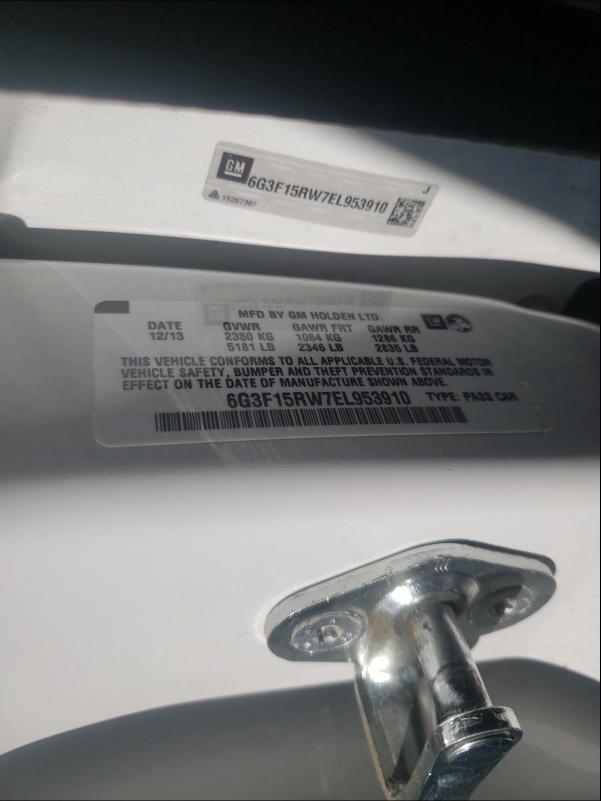 GM
6G3F15RW7EL953910
J
15287367
MFD BY GM HOLDEN LTD.
DATE GVWR GAWR FRT GAWR RR GM
12/13 2350 KG 1064 KG 1286 KG
5181 LB 2346 LB 2835 LB
THIS VEHICLE CONFORMS TO ALL APPLICABLE U.S. FEDERAL MOTOR
VEHICLE SAFETY, BUMPER AND THEFT PREVENTION STANDARDS IN
EFFECT ON THE DATE OF MANUFACTURE SHOWN ABOVE.
6G3F15RW7EL953910 TYPE: PASS CAR